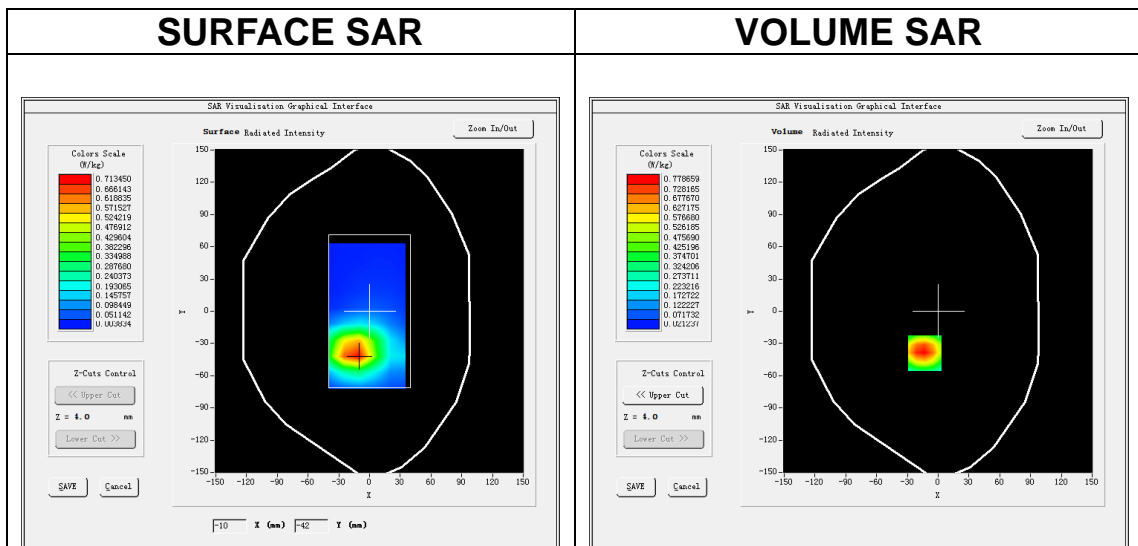 SURFACE SAR
VOLUME SAR
SAR Visualisation Graphical Interface
Surface Radiated Intensity
Zoom In/Out
Colors Scale
(W/kg)
0.713450
0.666143
0.618835
0.571527
0.524219
0.476912
0.429604
0.382296
0.334988
0.287680
0.240373
0.193065
0.145757
0.098449
0.051142
0.003834
150
120
90
60
30
0
-30
-60
-90
-120
-150
Y
-150 -120 -90 -60 -30 0 30 60 90 120 150
X
Z-Cuts Control
<< Upper Cut
Z = 4.0 mm
Lower Cut >>
SAVE Cancel
-10 X (mm) -42 Y (mm)
SAR Visualisation Graphical Interface
Volume Radiated Intensity
Zoom In/Out
Colors Scale
(W/kg)
0.778659
0.728165
0.677670
0.627175
0.576680
0.526185
0.475690
0.425196
0.374701
0.324206
0.273711
0.223216
0.172722
0.122227
0.071732
0.021237
150
120
90
60
30
0
-30
-60
-90
-120
-150
Y
-150 -120 -90 -60 -30 0 30 60 90 120 150
X
Z-Cuts Control
<< Upper Cut
Z = 4.0 mm
Lower Cut >>
SAVE Cancel